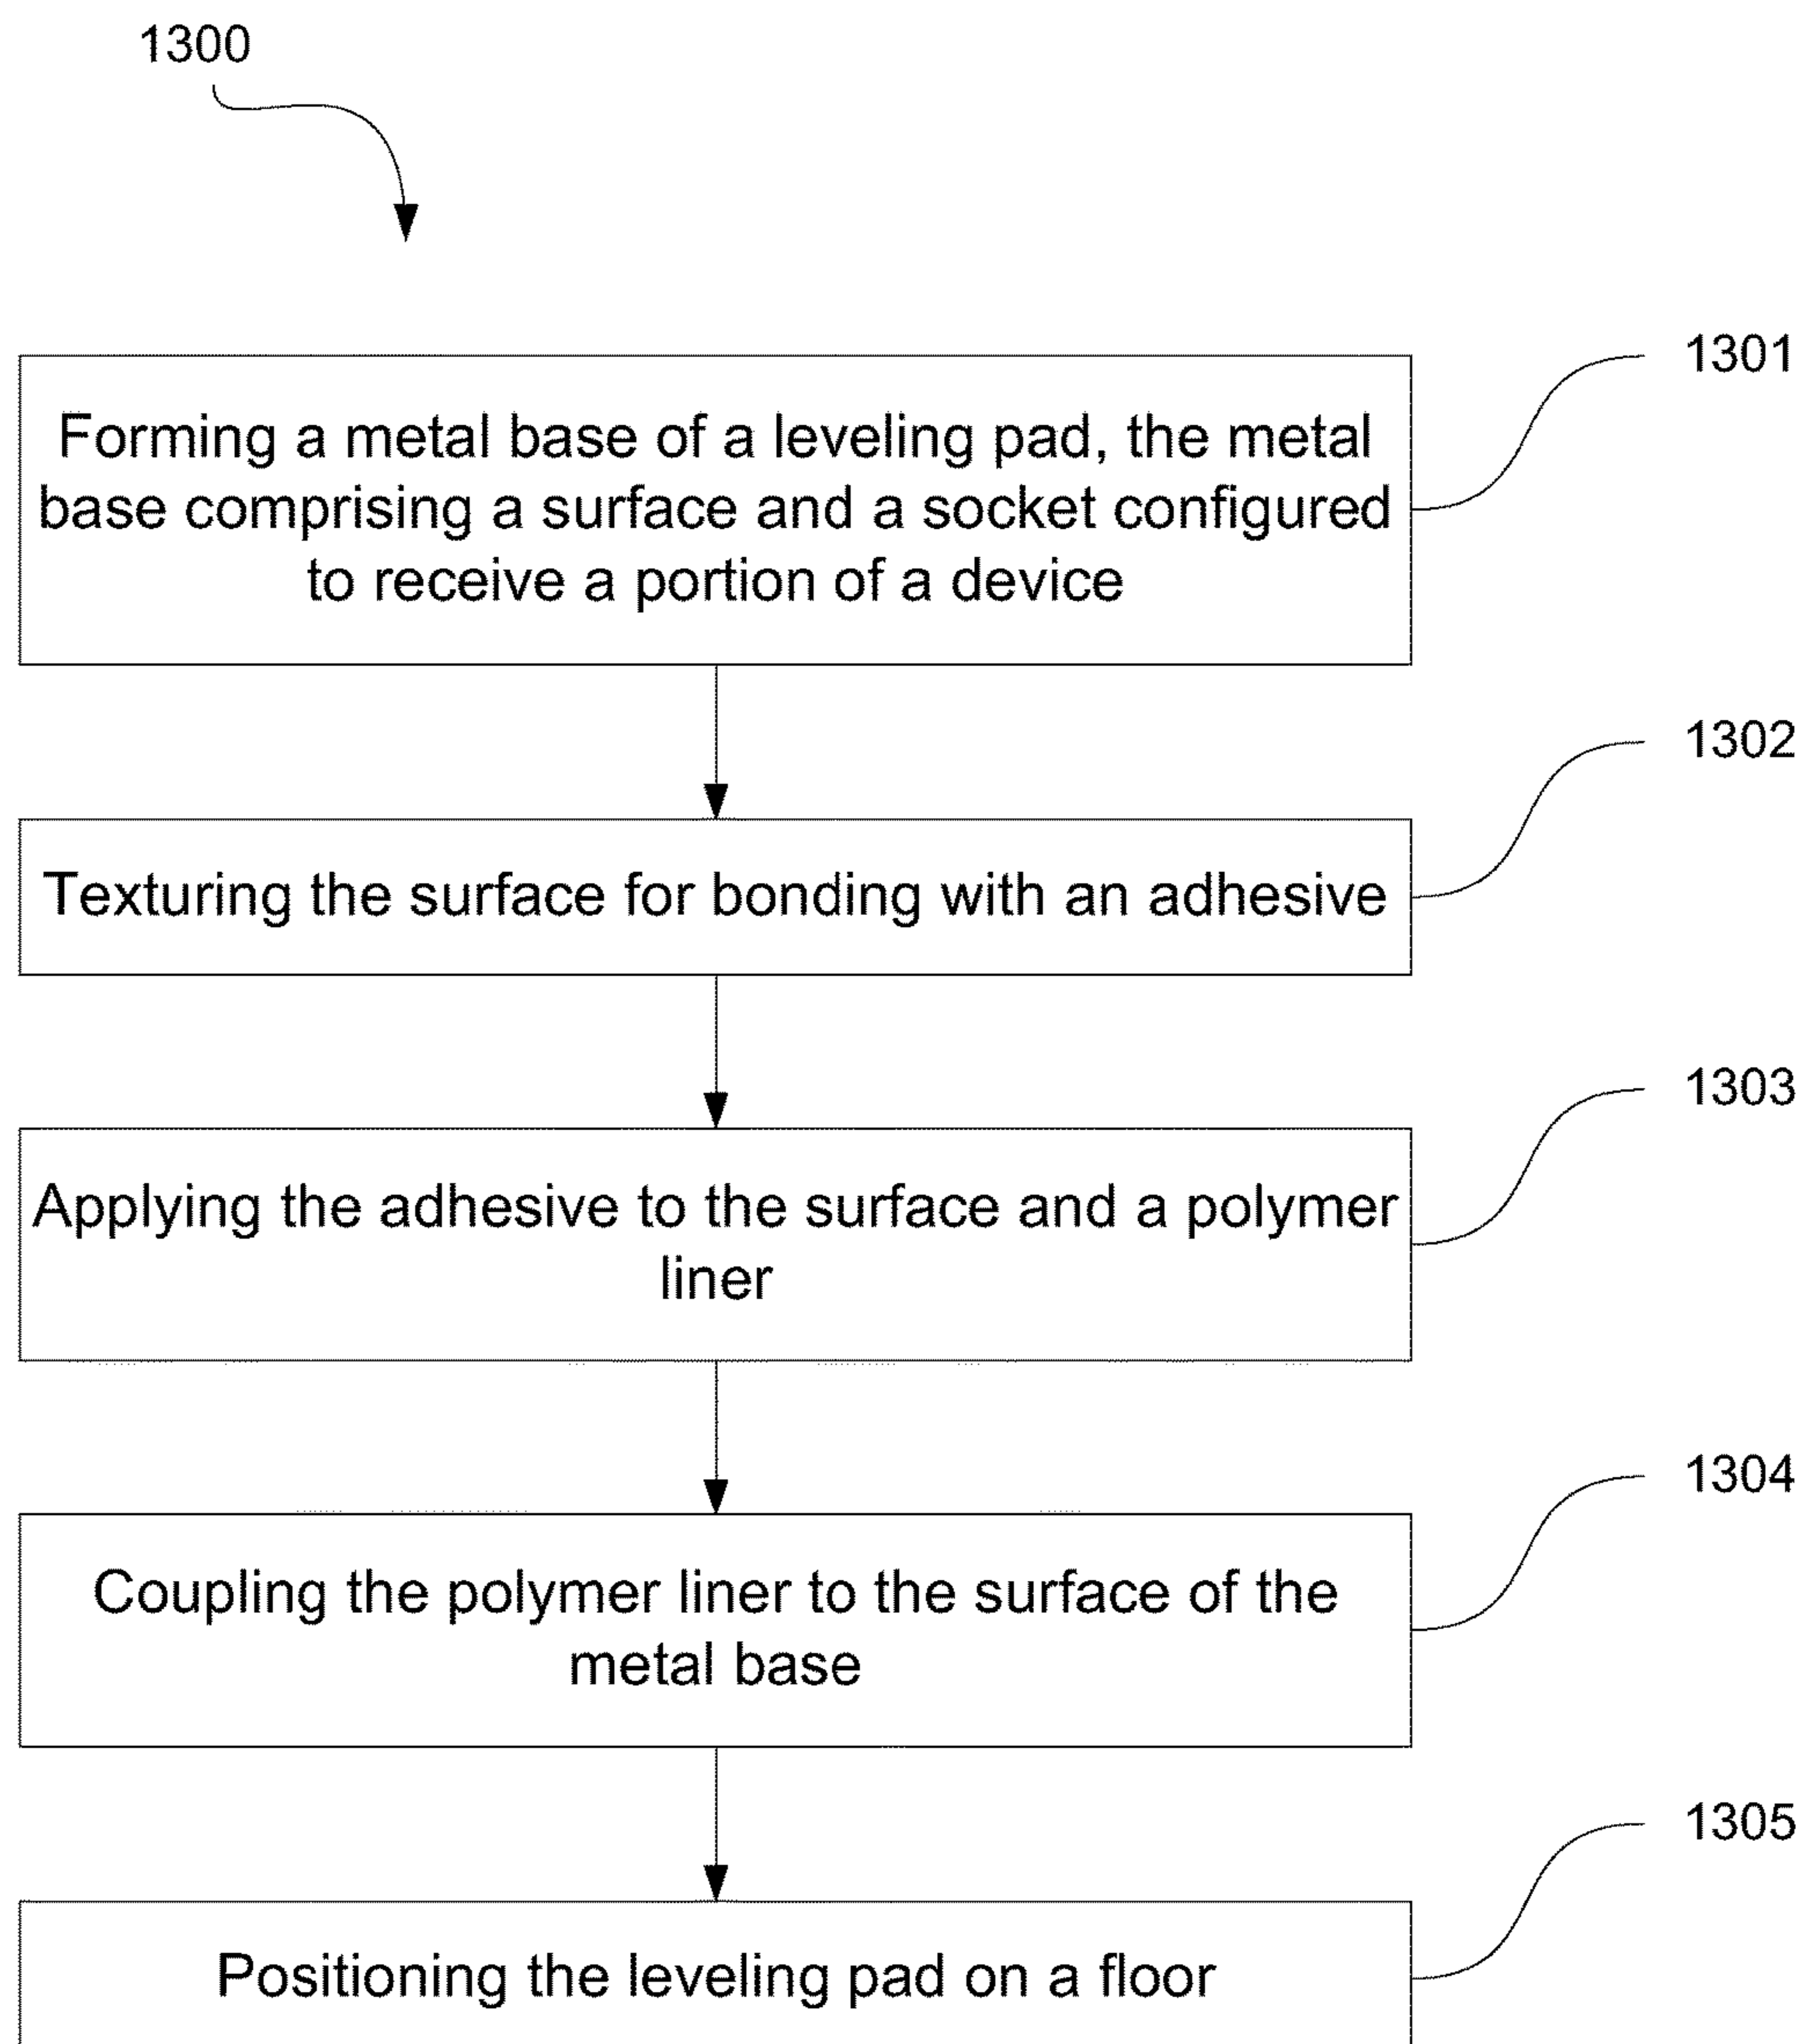 1300
1301
Forming a metal base of a leveling pad, the metal
base comprising a surface and a socket configured
to receive a portion of a device
1302
Texturing the surface for bonding with an adhesive
1303
Applying the adhesive to the surface and a polymer
liner
1304
Coupling the polymer liner to the surface of the
metal base
1305
Positioning the leveling pad on a floor